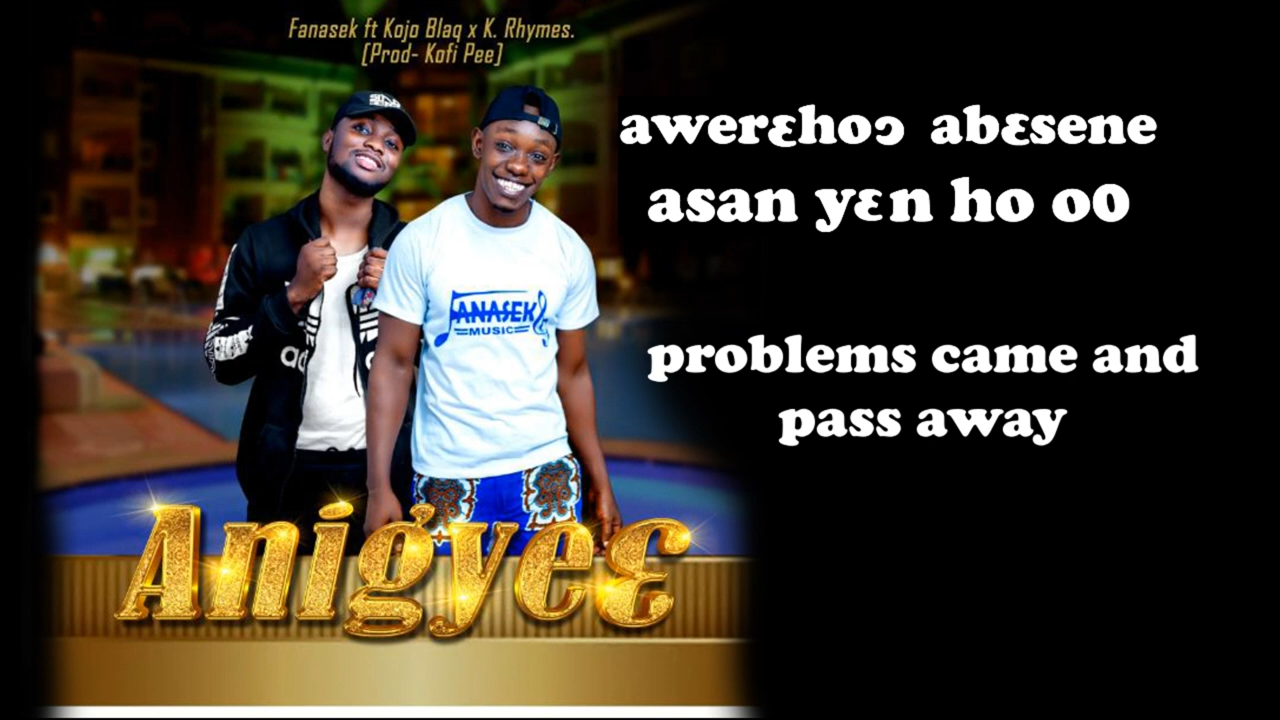 Fanasek ft Kojo Blaq x K. Rhymes.
[Prod- Kofi Pee]
awerɛhoɔ abɛsene
asan yɛn ho oO
problems came and
pass away
FANASEK
MUSIC
Anigyeɛ